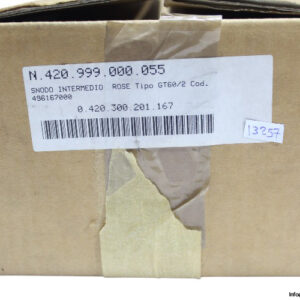 N.420.999.000.055
SNODO INTERMEDIO ROSE Tipo GT60/2 Cod.
496167000
0.420.300.201.167
13257